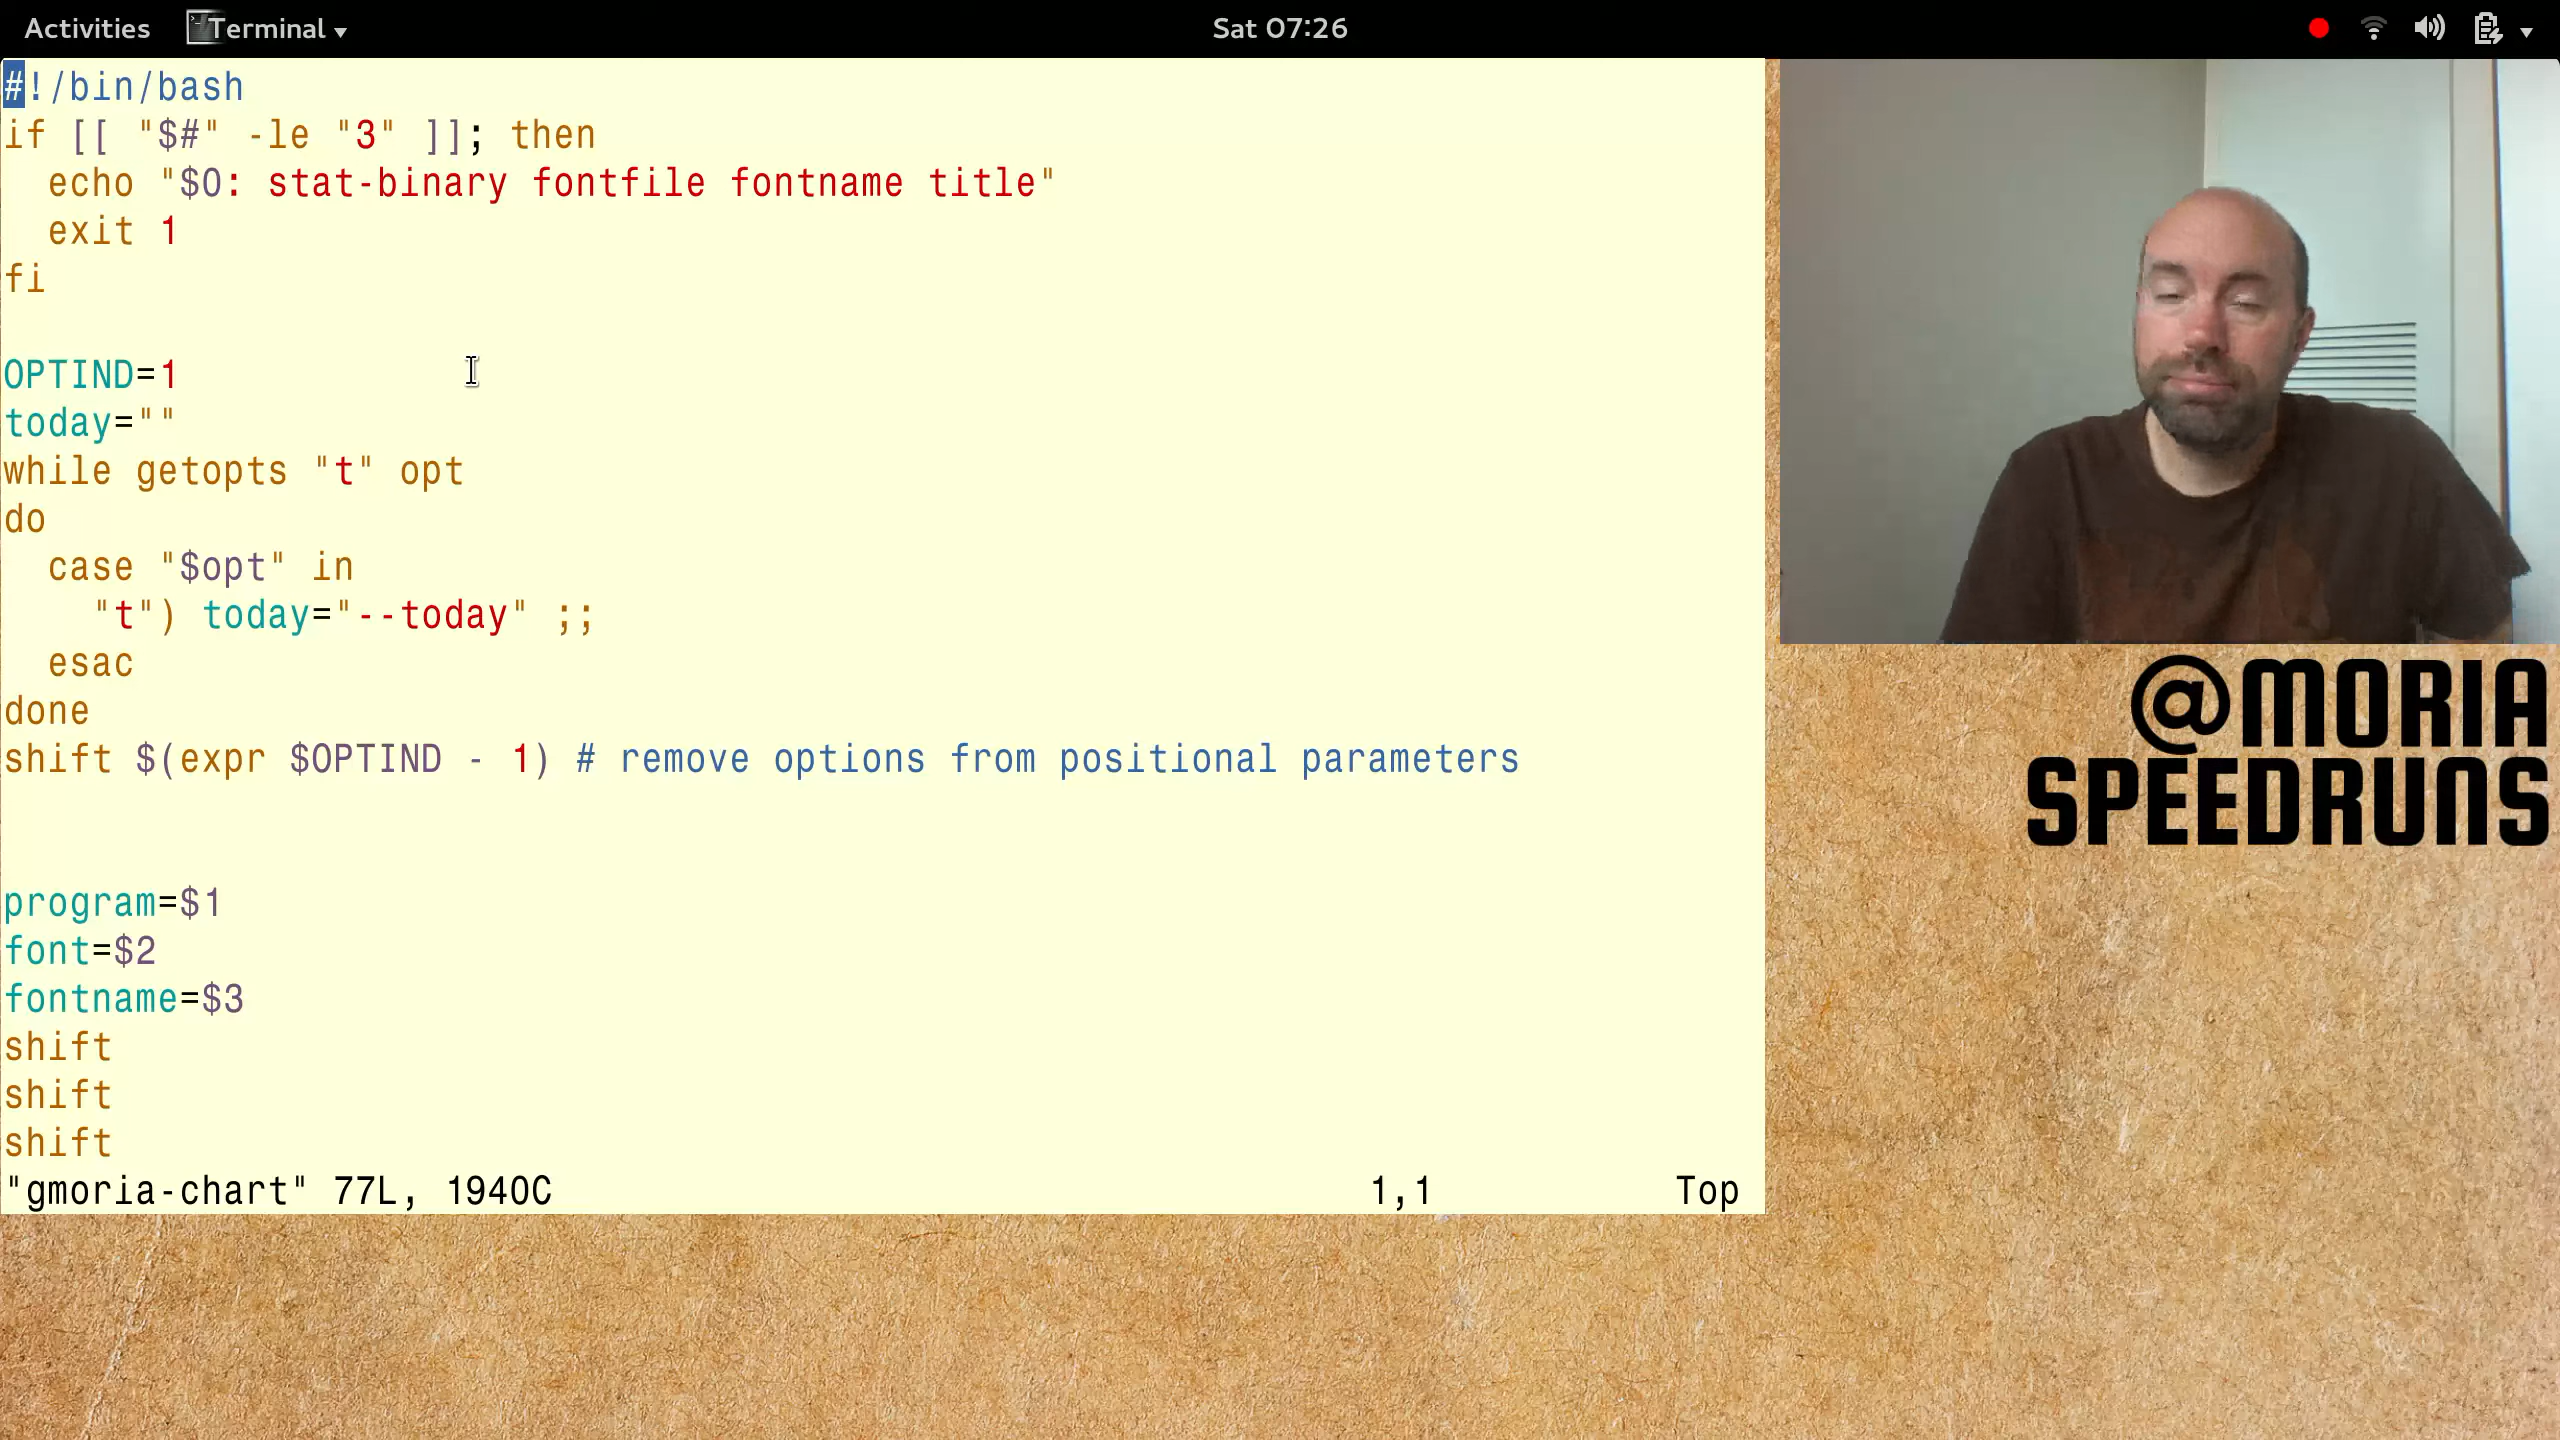 Activities Terminal Sat 07:26
#!/bin/bash
if [[ "$#" -le "3" ]]; then
  echo "$0: stat-binary fontfile fontname title"
  exit 1
fi
OPTIND=1
today=""
while getopts "t" opt
do
  case "$opt" in
    "t") today="--today" ;;
  esac
done
shift $(expr $OPTIND - 1) # remove options from positional parameters
program=$1
font=$2
fontname=$3
shift
shift
shift
"gmoria-chart" 77L, 1940C 1,1 Top
@MORIA
SPEEDRUNS